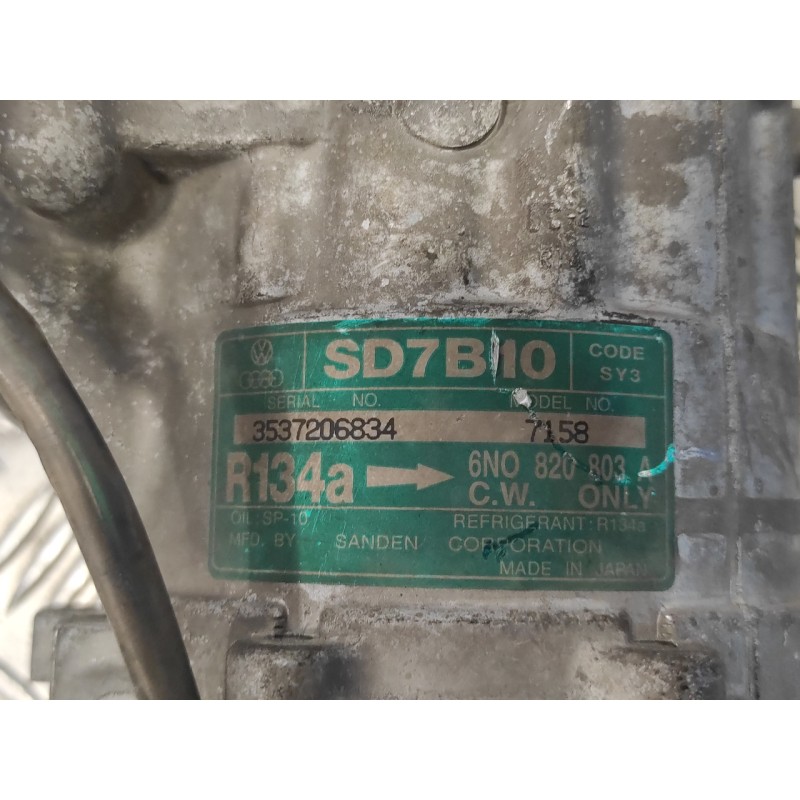 SD7B10 CODE
SY3
SERIAL NO. MODEL NO.
3537206834 7158
R134a 6N0 820 803 A
C.W. ONLY
OIL: SP-10 REFRIGERANT: R134a
MFD. BY SANDEN CORPORATION
MADE IN JAPAN